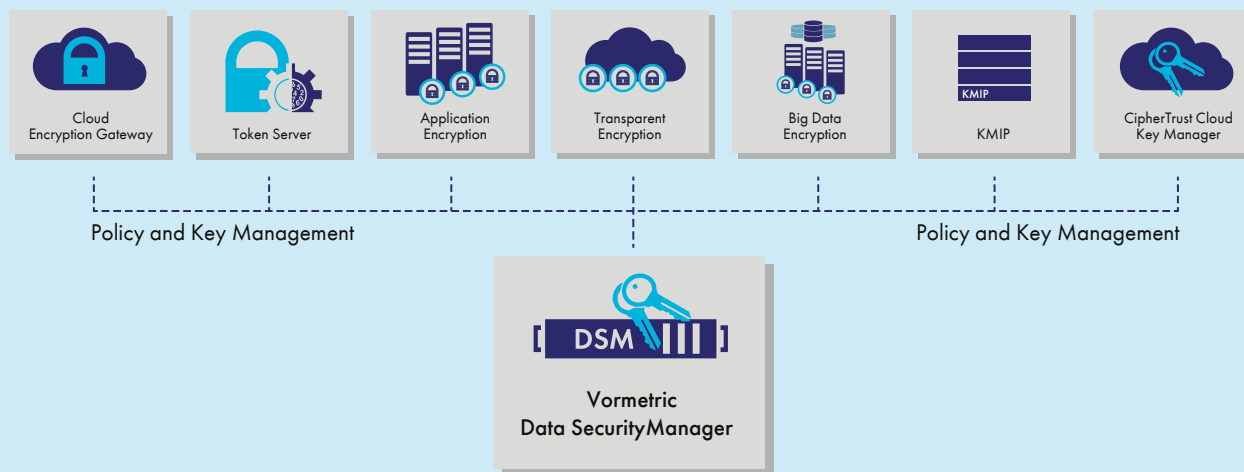 Cloud
Encryption Gateway
Token Server
Application
Encryption
Transparent
Encryption
Big Data
Encryption
KMIP
KMIP
CipherTrust Cloud
Key Manager
Policy and Key Management
Policy and Key Management
DSM
Vormetric
Data SecurityManager